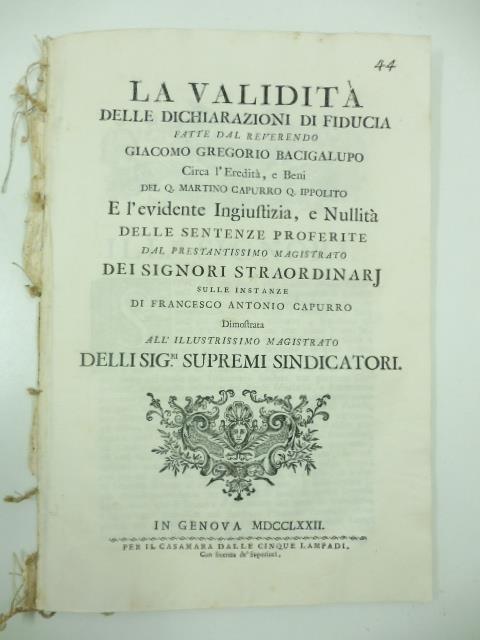 44
LA VALIDITÀ
DELLE DICHIARAZIONI DI FIDUCIA
FATTE DAL REVERENDO
GIACOMO GREGORIO BACIGALUPO
Circa l'Eredità, e Beni
DEL Q. MARTINO CAPURRO Q. IPPOLITO
E l'evidente Ingiuſtizia, e Nullità
DELLE SENTENZE PROFERITE
DAL PRESTANTISSIMO MAGISTRATO
DEI SIGNORI STRAORDINARJ
SULLE INSTANZE
DI FRANCESCO ANTONIO CAPURRO
Dimoſtrata
ALL' ILLUSTRISSIMO MAGISTRATO
DELLI SIG.RI SUPREMI SINDICATORI.
IN GENOVA MDCCLXXII.
PER IL CASAMARA DALLE CINQUE LAMPADI,
Con licenza de' Superiori.